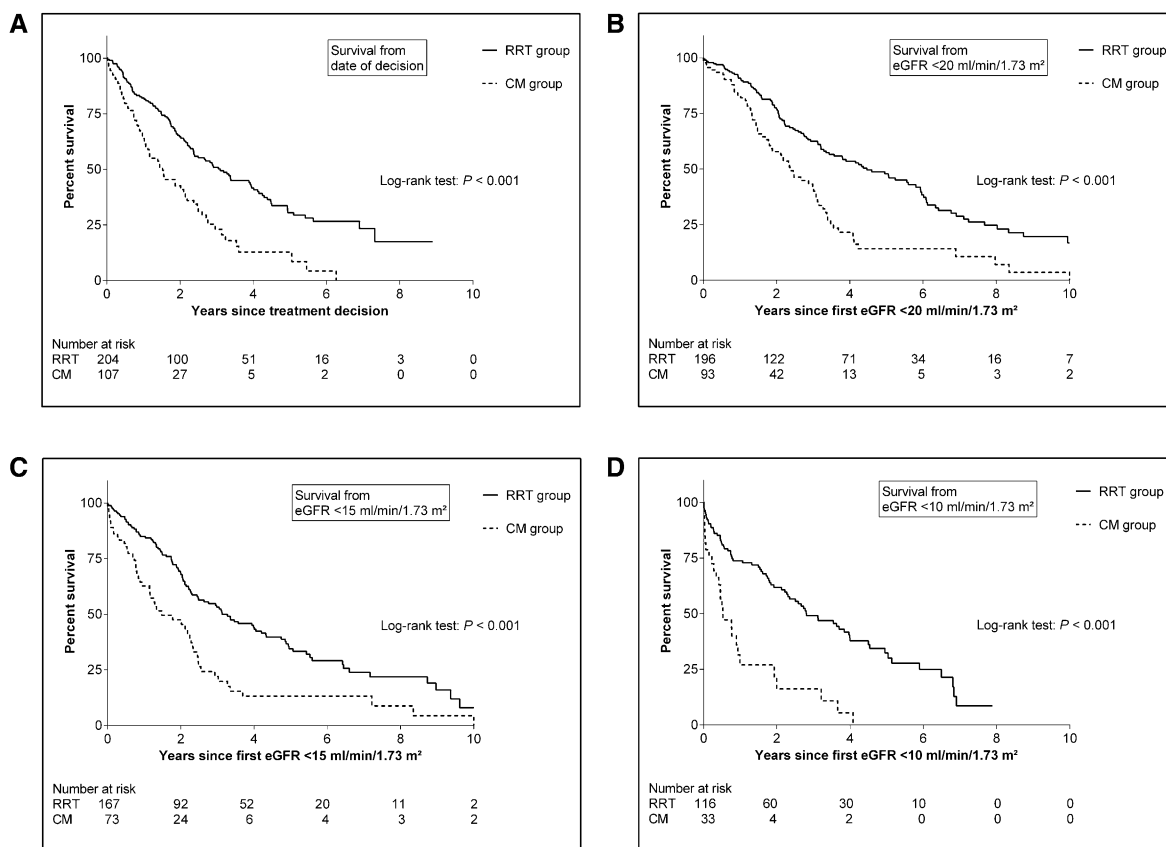 A
Survival from
date of decision
RRT group
CM group
100
75
50
25
0
Percent survival
Log-rank test: P < 0.001
0 2 4 6 8 10
Years since treatment decision
Number at risk
RRT 204 100 51 16 3 0
CM 107 27 5 2 0 0
B
Survival from
eGFR <20 ml/min/1.73 m²
RRT group
CM group
100
75
50
25
0
Percent survival
Log-rank test: P < 0.001
0 2 4 6 8 10
Years since first eGFR <20 ml/min/1.73 m²
Number at risk
RRT 196 122 71 34 16 7
CM 93 42 13 5 3 2
C
Survival from
eGFR <15 ml/min/1.73 m²
RRT group
CM group
100
75
50
25
0
Percent survival
Log-rank test: P < 0.001
0 2 4 6 8 10
Years since first eGFR <15 ml/min/1.73 m²
Number at risk
RRT 167 92 52 20 11 2
CM 73 24 6 4 3 2
D
Survival from
eGFR <10 ml/min/1.73 m²
RRT group
CM group
100
75
50
25
0
Percent survival
Log-rank test: P < 0.001
0 2 4 6 8 10
Years since first eGFR <10 ml/min/1.73 m²
Number at risk
RRT 116 60 30 10 0 0
CM 33 4 2 0 0 0